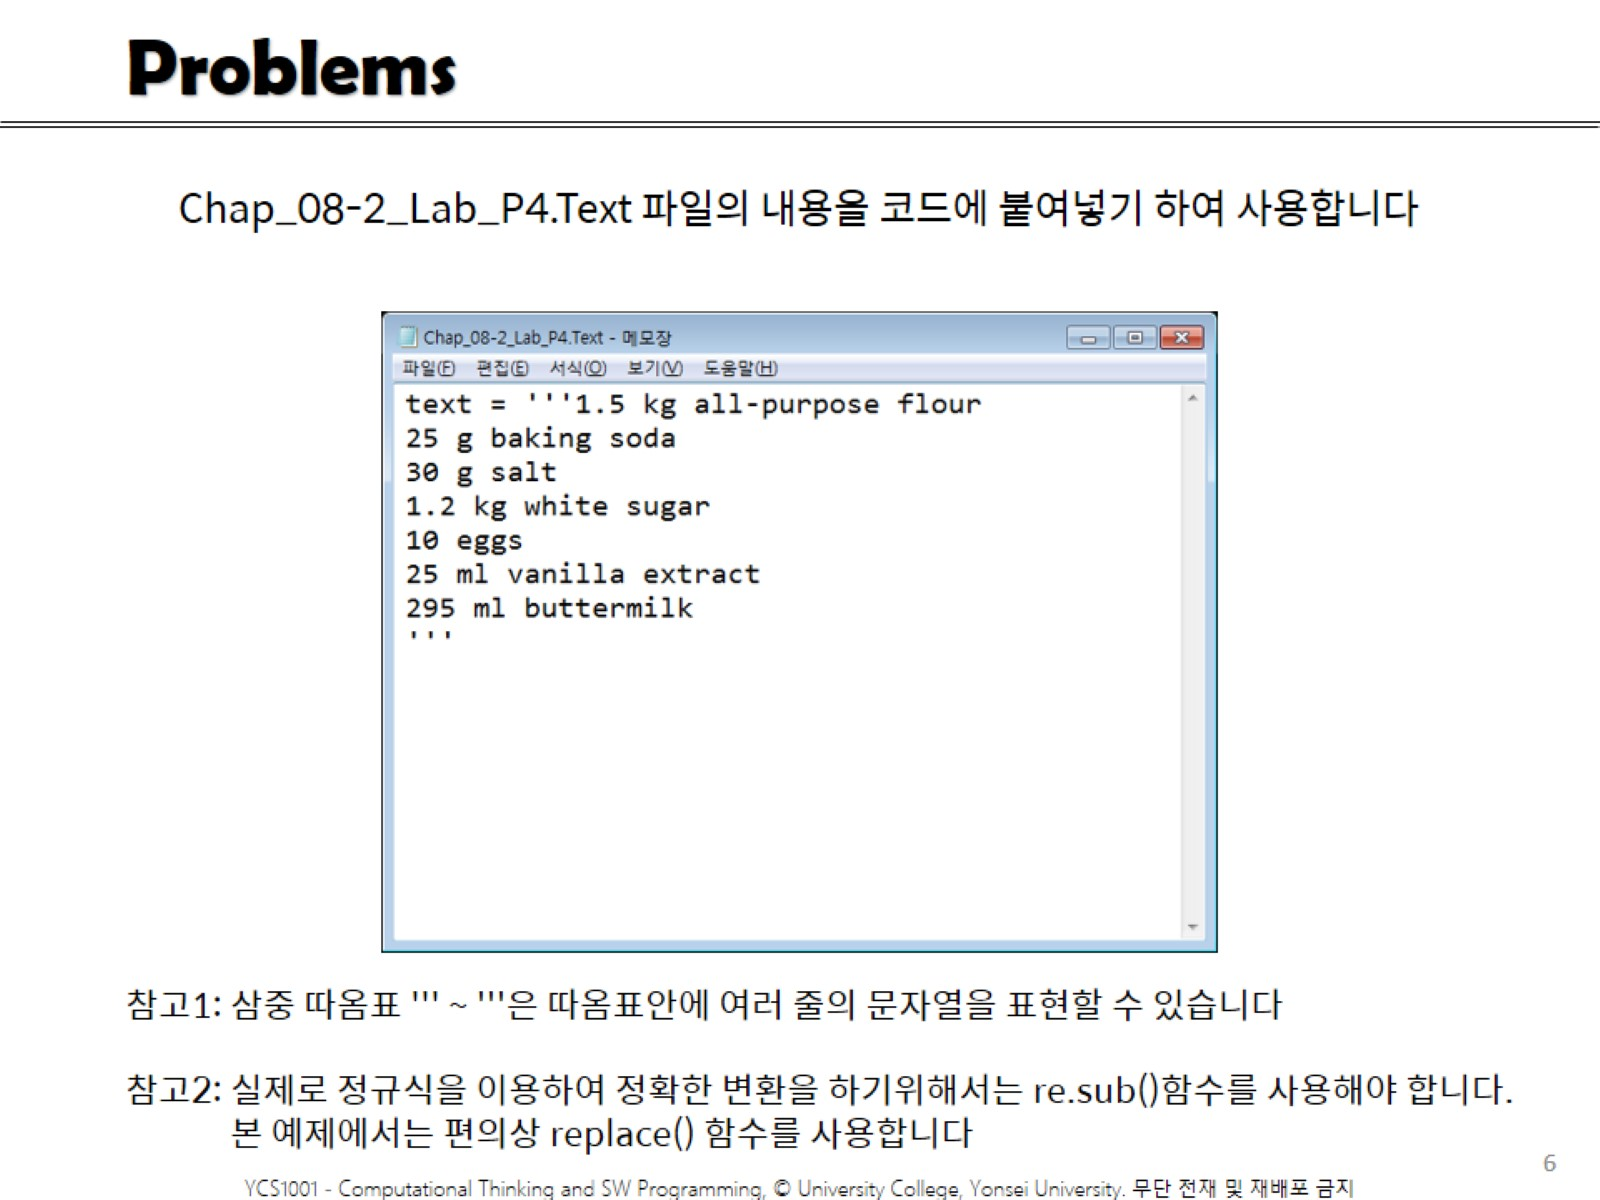 Problems
Chap_08-2_Lab_P4.Text 파일의 내용을 코드에 붙여넣기 하여 사용합니다
Chap_08-2_Lab_P4.Text - 메모장
파일(F) 편집(E) 서식(O) 보기(V) 도움말(H)
text = '''1.5 kg all-purpose flour
25 g baking soda
30 g salt
1.2 kg white sugar
10 eggs
25 ml vanilla extract
295 ml buttermilk
'''
참고1: 삼중 따옴표 ''' ~ '''은 따옴표안에 여러 줄의 문자열을 표현할 수 있습니다
참고2: 실제로 정규식을 이용하여 정확한 변환을 하기위해서는 re.sub()함수를 사용해야 합니다.
본 예제에서는 편의상 replace() 함수를 사용합니다
6
YCS1001 - Computational Thinking and SW Programming, © University College, Yonsei University. 무단 전재 및 재배포 금지